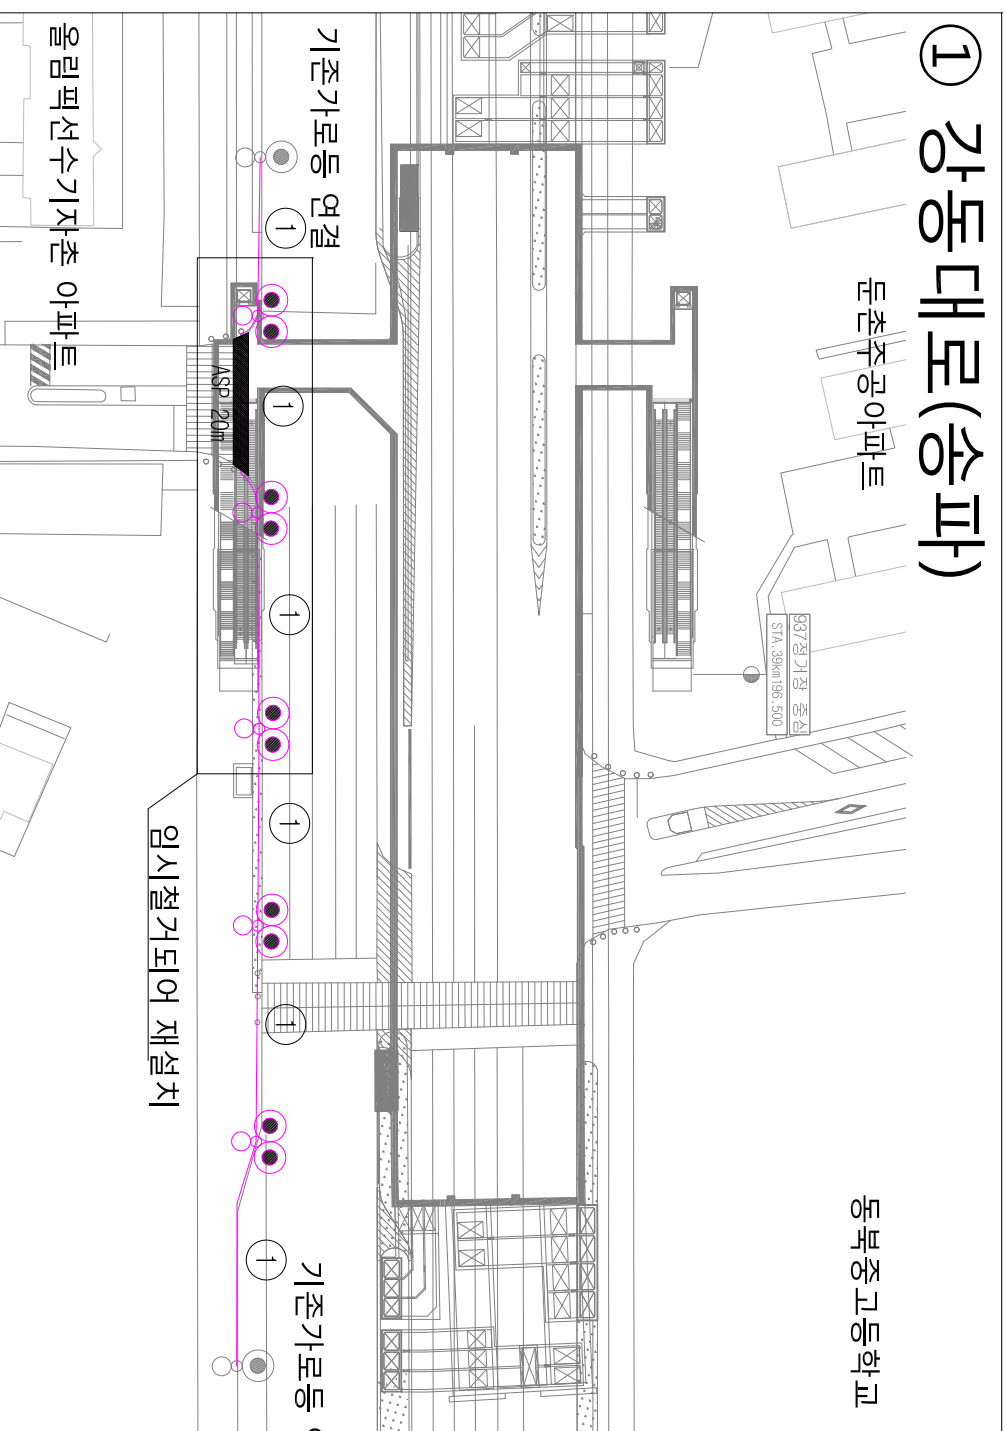 ① 강동대로(송파)
둔촌주공아파트
동북중고등학교
937정거장 중심
STA.39km196.500
기존가로등 연결
기존가로등
올림픽선수기자촌 아파트
ASP 20m
임시철거되어 재설치
1
1
1
1
1
1